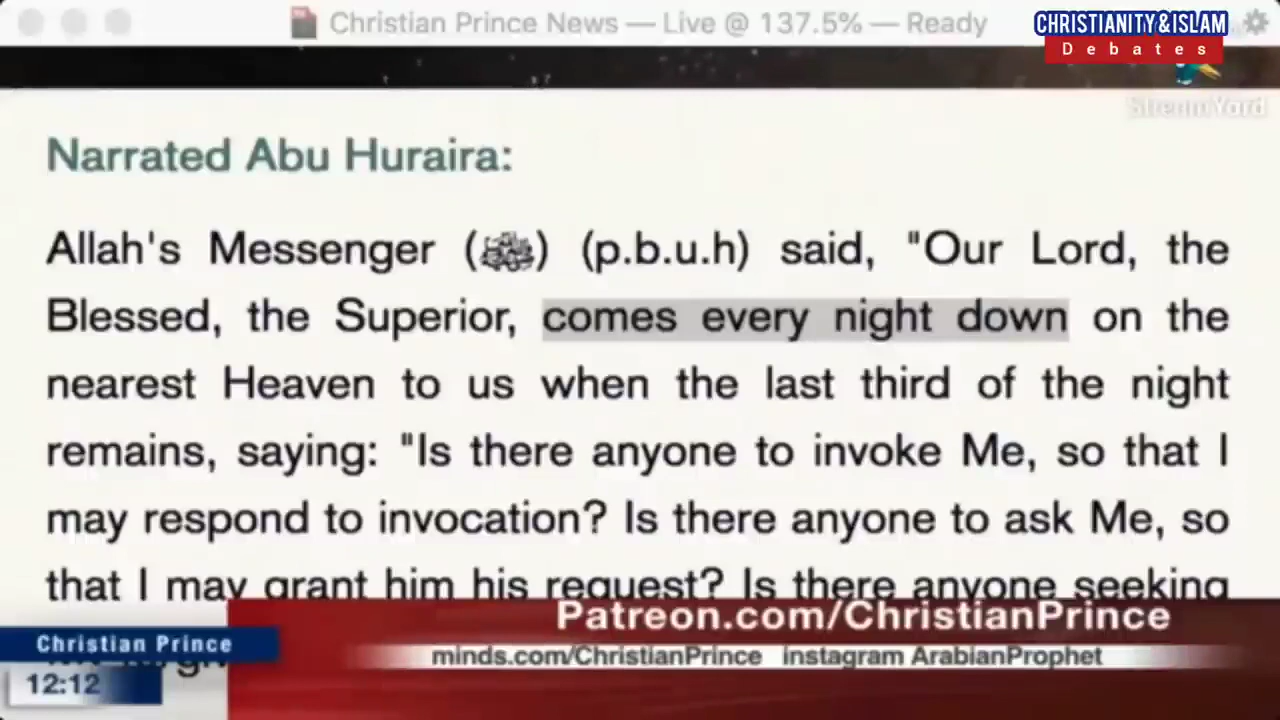 Christian Prince News — Live @ 137.5% — Ready
CHRISTIANITY & ISLAM
Debates
StreamYard
Narrated Abu Huraira:
Allah's Messenger (ﷺ) (p.b.u.h) said, "Our Lord, the
Blessed, the Superior, comes every night down on the
nearest Heaven to us when the last third of the night
remains, saying: "Is there anyone to invoke Me, so that I
may respond to invocation? Is there anyone to ask Me, so
that I may grant him his request? Is there anyone seeking
Patreon.com/ChristianPrince
Christian Prince
minds.com/ChristianPrince instagram ArabianProphet
12:12